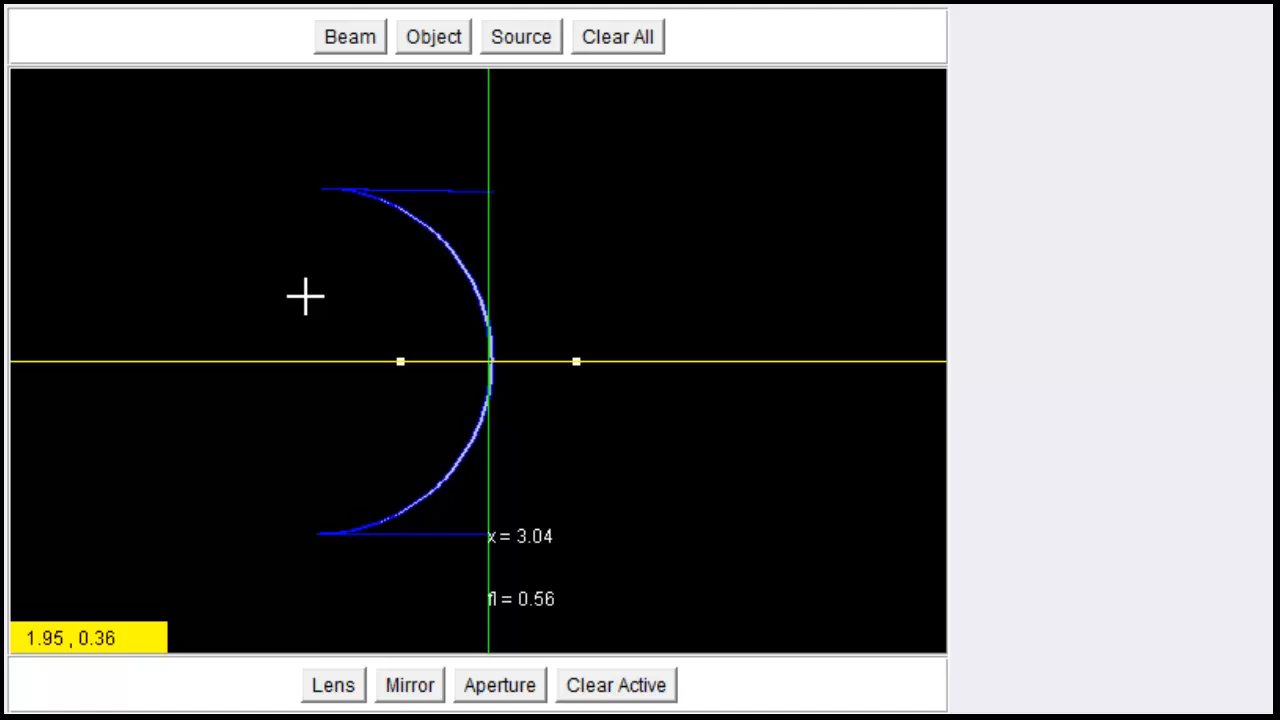 Beam Object Source Clear All
x = 3.04
fl = 0.56
1.95 , 0.36
Lens Mirror Aperture Clear Active